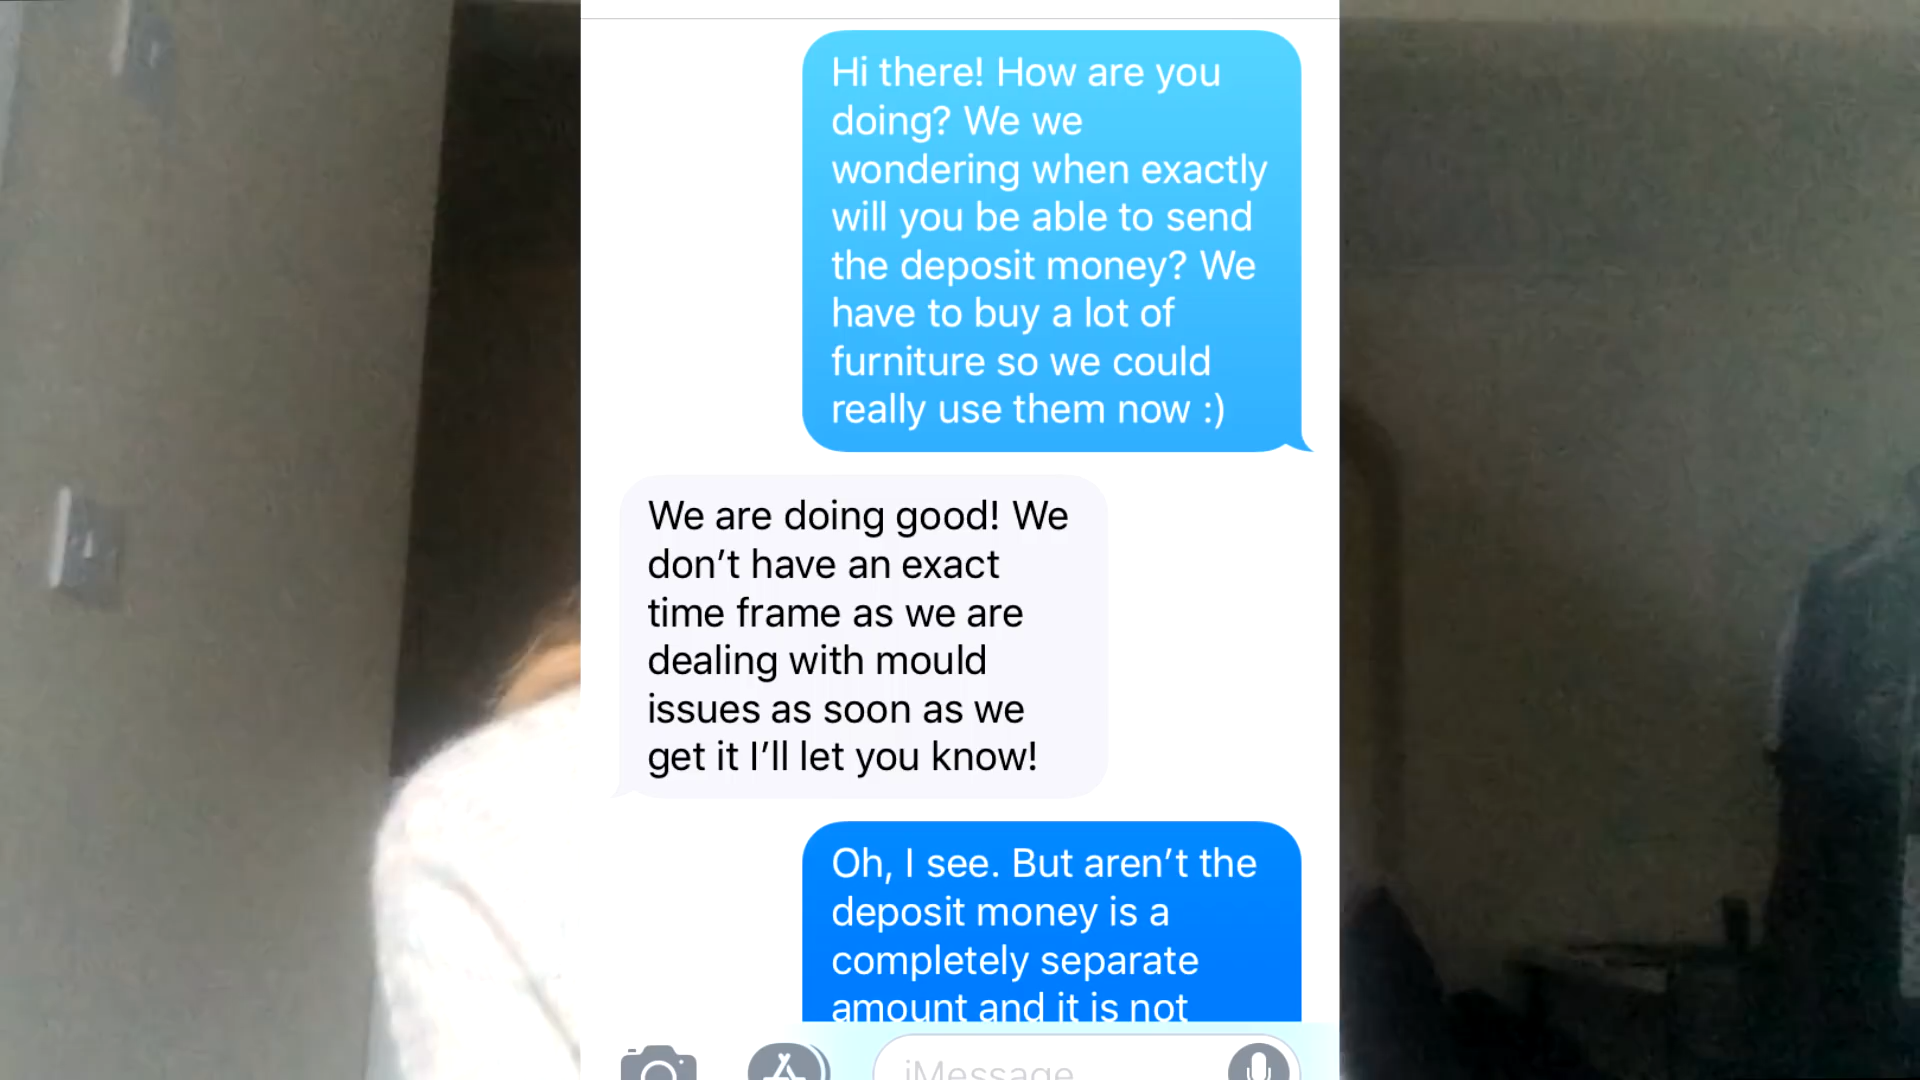 Hi there! How are you
doing? We we
wondering when exactly
will you be able to send
the deposit money? We
have to buy a lot of
furniture so we could
really use them now :)
We are doing good! We
don’t have an exact
time frame as we are
dealing with mould
issues as soon as we
get it I’ll let you know!
Oh, I see. But aren’t the
deposit money is a
completely separate
amount and it is not
iMessage